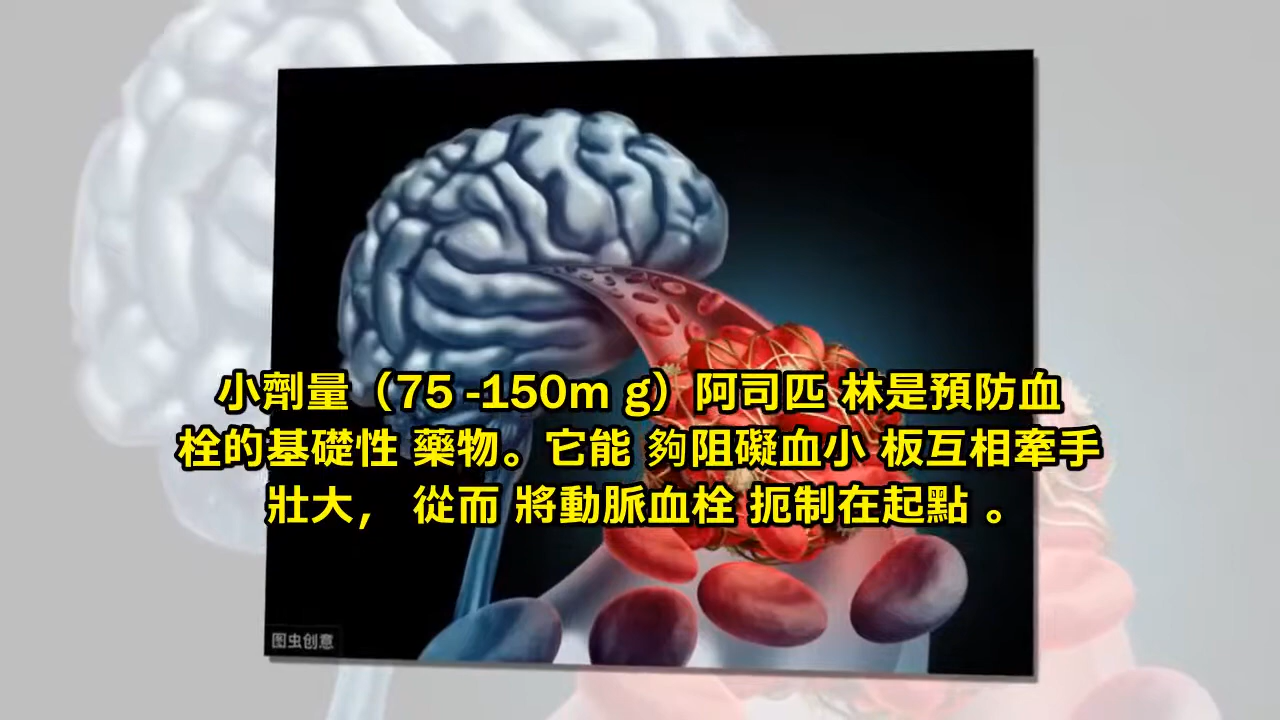 小劑量（75 -150m g）阿司匹 林是預防血
栓的基礎性 藥物。它能 夠阻礙血小 板互相牽手
壯大， 從而 將動脈血栓 扼制在起點 。
图虫创意